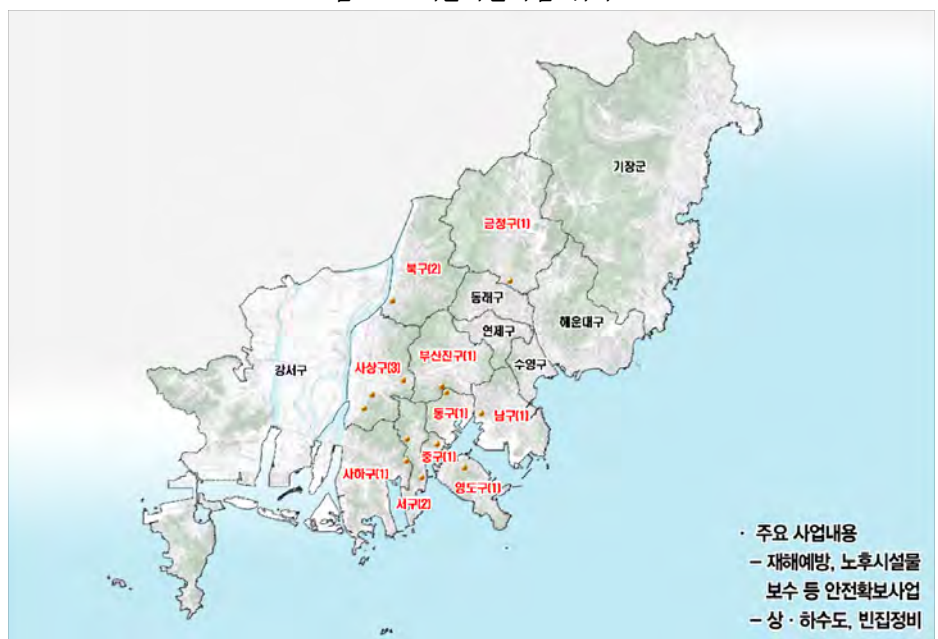 기장군
금정구(1)
북구(2)
동래구
연제구
해운대구
부산진구(1)
수영구
사상구(3)
강서구
동구(1)
남구(1)
중구(1)
사하구(1)
영도구(1)
서구(2)
· 주요 사업내용
– 재해예방, 노후시설물
보수 등 안전확보사업
– 상 · 하수도, 빈집정비